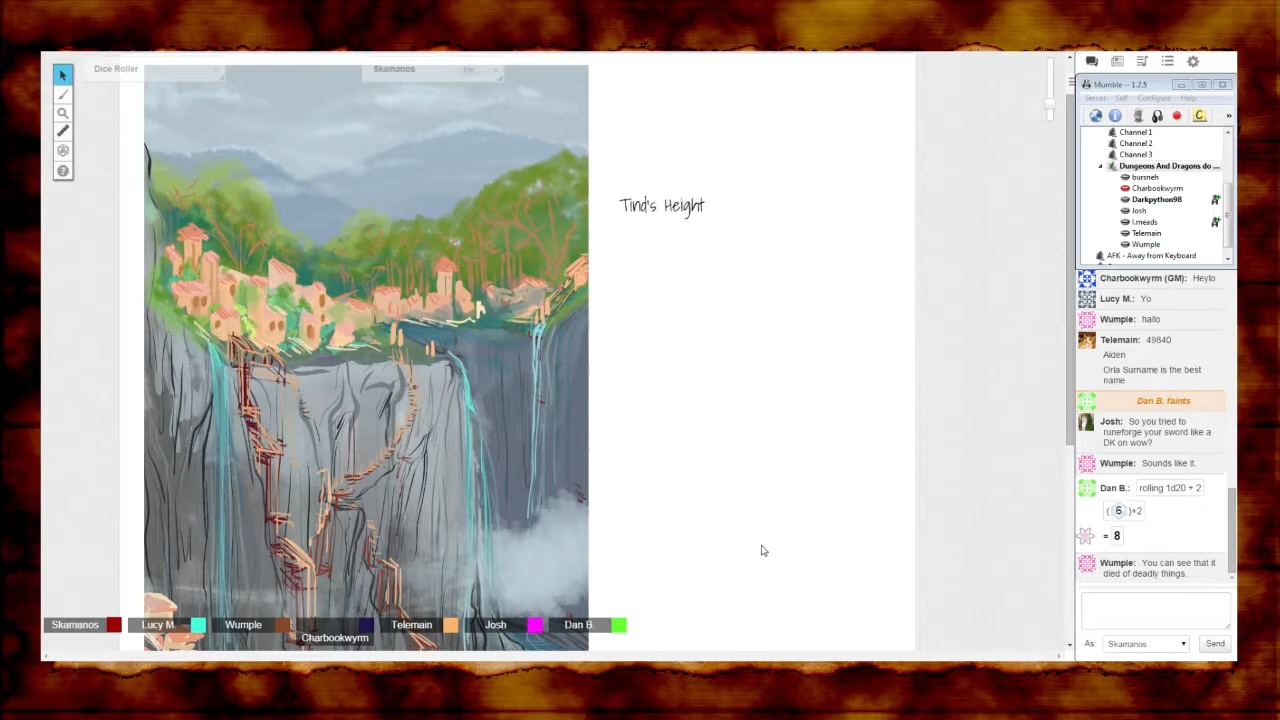 Dice Roller
Skamanos
Tind's Height
Skamanos
Lucy M.
Wumple
Charbookwyrm
Telemain
Josh
Dan B.
Mumble -- 1.2.5
Server Self Configure Help
Channel 1
Channel 2
Channel 3
Dungeons And Dragons do ...
bursneh
Charbookwyrm
Darkpython98
Josh
l.meads
Telemain
Wumple
AFK - Away from Keyboard
Charbookwyrm (GM): Heylo
Lucy M.: Yo
Wumple: hallo
Telemain: 49840
Aiden
Orla Surname is the best
name
Dan B. faints
Josh: So you tried to
runeforge your sword like a
DK on wow?
Wumple: Sounds like it.
Dan B.: rolling 1d20 + 2
(6)+2
= 8
Wumple: You can see that it
died of deadly things.
As: Skamanos
Send